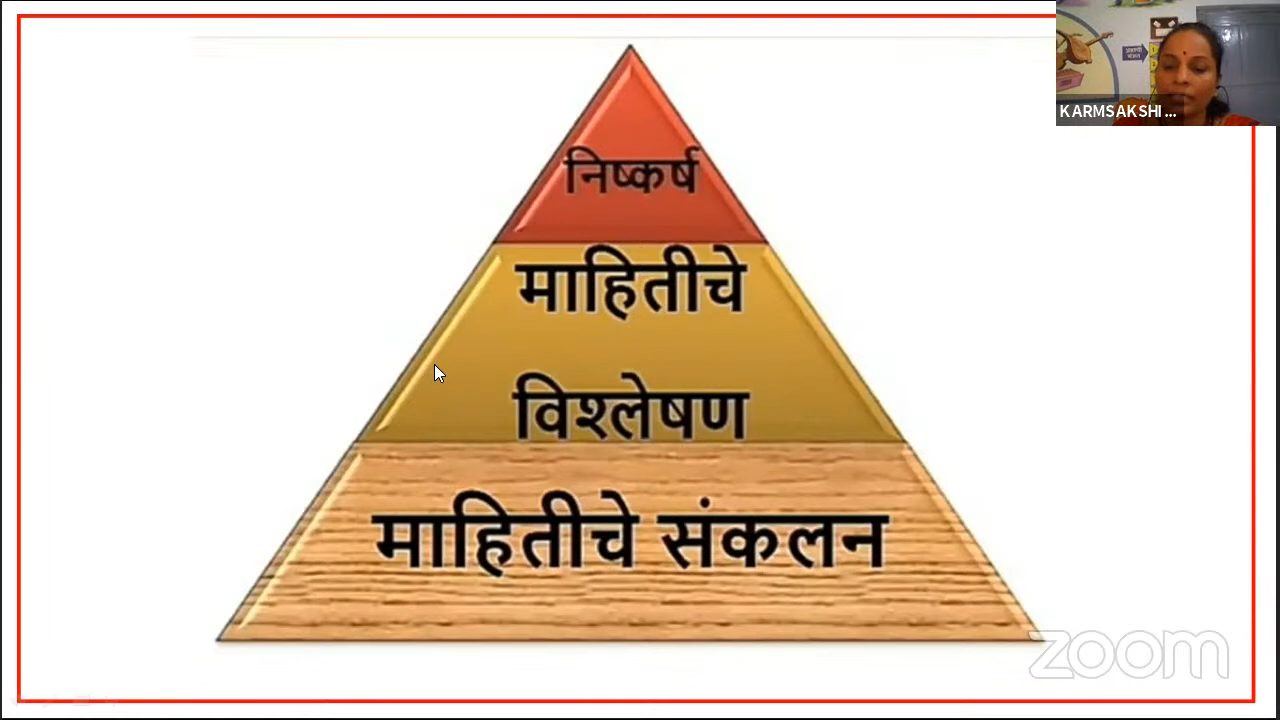 निष्कर्ष
माहितीचे
विश्लेषण
माहितीचे संकलन
KARMSAKSHI ...
zoom